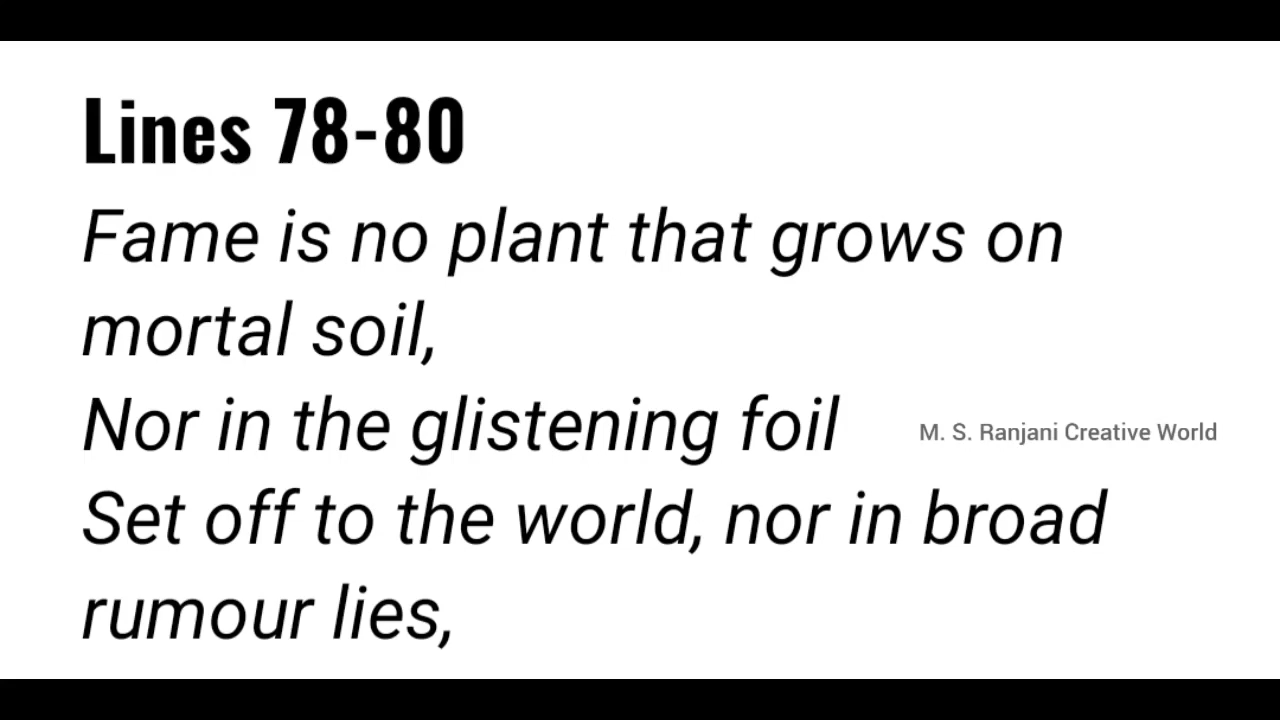 Lines 78-80
Fame is no plant that grows on
mortal soil,
Nor in the glistening foil
M. S. Ranjani Creative World
Set off to the world, nor in broad
rumour lies,